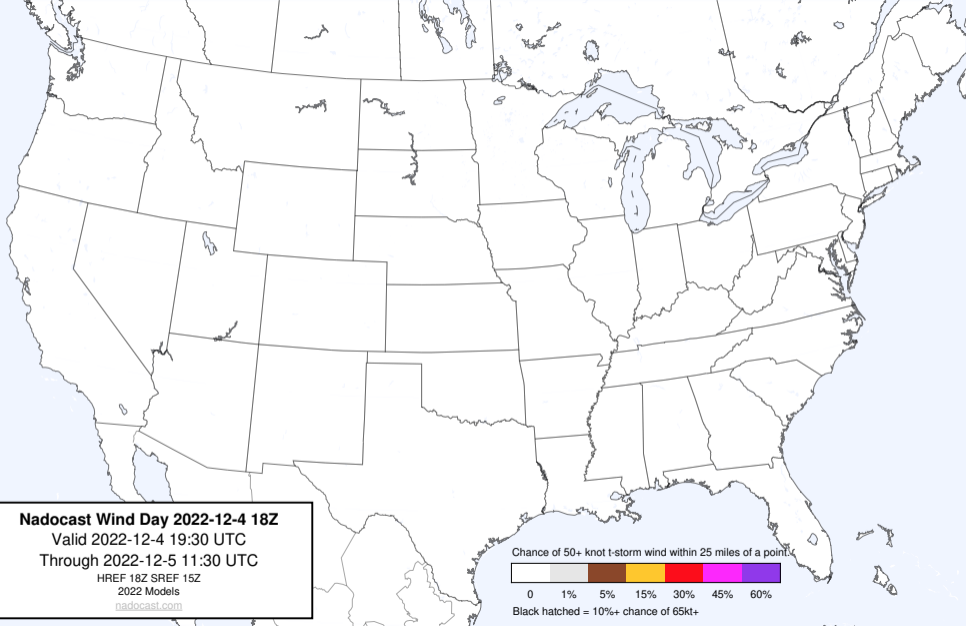 Nadocast Wind Day 2022-12-4 18Z
Valid 2022-12-4 19:30 UTC
Through 2022-12-5 11:30 UTC
HREF 18Z SREF 15Z
2022 Models
nadocast.com
Chance of 50+ knot t-storm wind within 25 miles of a point.
0 1% 5% 15% 30% 45% 60%
Black hatched = 10%+ chance of 65kt+